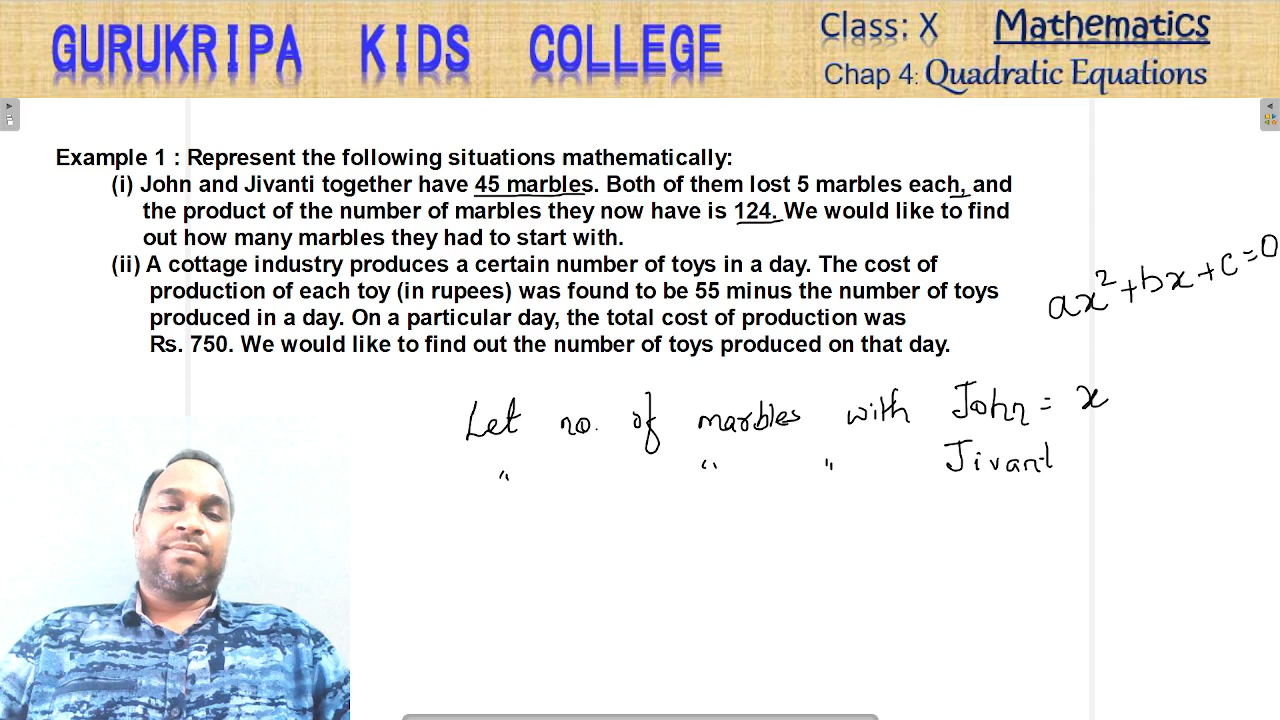 GURUKRIPA KIDS COLLEGE
Class: X Mathematics
Chap 4: Quadratic Equations
Example 1 : Represent the following situations mathematically:
(i) John and Jivanti together have 45 marbles. Both of them lost 5 marbles each, and
the product of the number of marbles they now have is 124. We would like to find
out how many marbles they had to start with.
(ii) A cottage industry produces a certain number of toys in a day. The cost of
production of each toy (in rupees) was found to be 55 minus the number of toys
produced in a day. On a particular day, the total cost of production was
Rs. 750. We would like to find out the number of toys produced on that day.
ax²+bx+c=0
Let no. of marbles with John = x
" " " Jivant